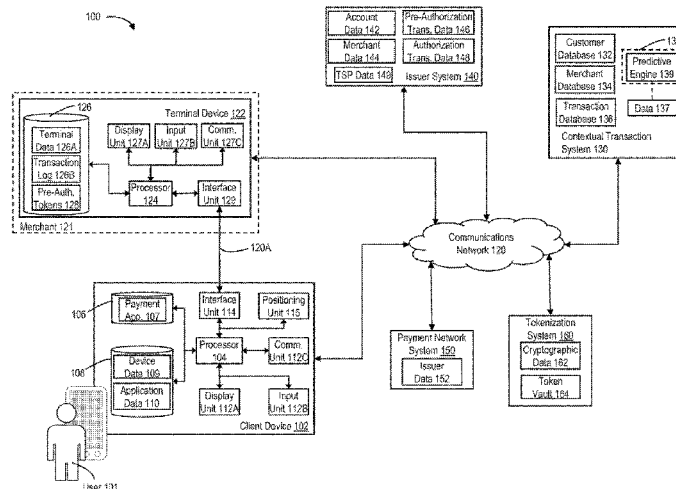 100
Account
Data 142
Pre-Authorization
Trans. Data 146
Merchant
Data 144
Authorization
Trans. Data 148
TSP Data 149
Issuer System 140
Customer
Database 132
Merchant
Database 134
Transaction
Database 136
Predictive
Engine 139
Data 137
Contextual Transaction
System 130
126
Terminal Device 122
Terminal
Data 126A
Transaction
Log 126B
Pre-Auth.
Tokens 128
Display
Unit 127A
Input
Unit 127B
Comm.
Unit 127C
Processor
124
Interface
Unit 129
Merchant 121
120A
Communications
Network 120
106
Payment
App. 107
Interface
Unit 114
Positioning
Unit 115
Processor
104
Comm.
Unit 112C
108
Device
Data 109
Application
Data 110
Display
Unit 112A
Input
Unit 112B
Client Device 102
User 101
Payment Network
System 150
Issuer
Data 152
Tokenization
System 160
Cryptographic
Data 162
Token
Vault 164